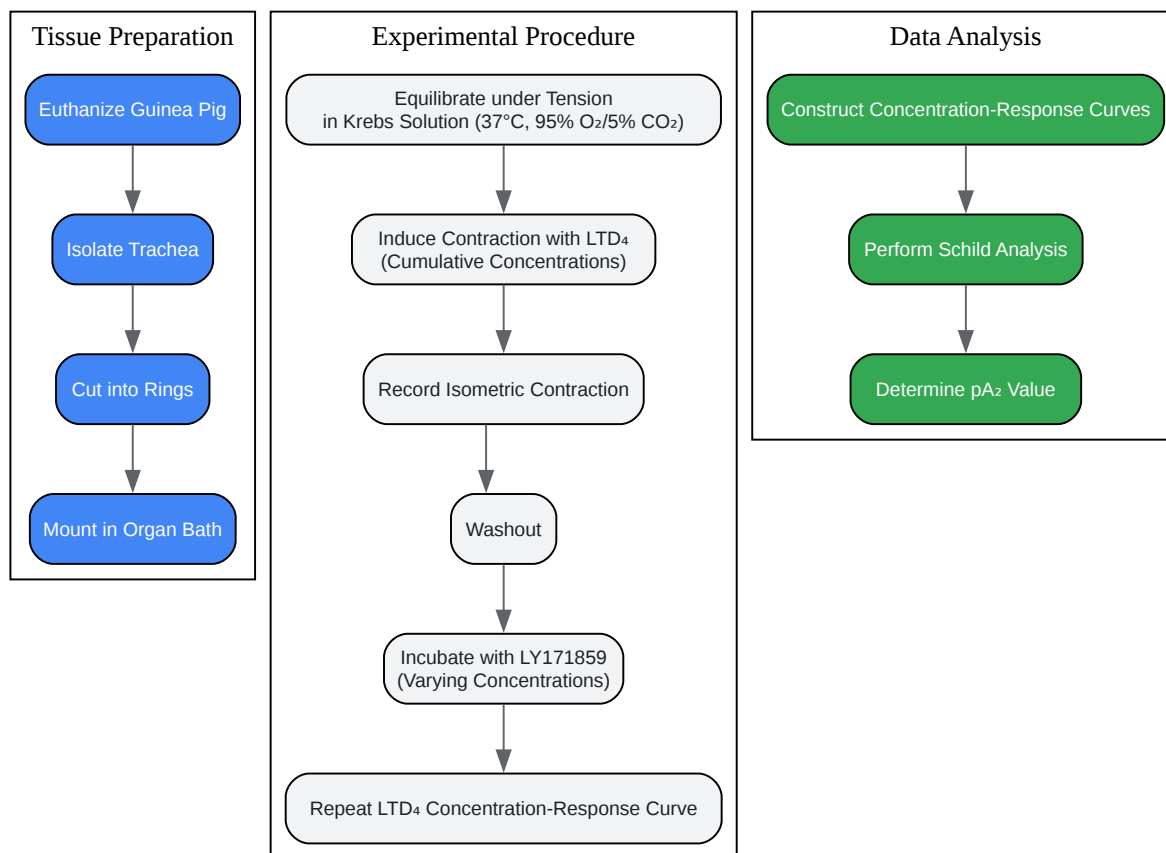 Tissue Preparation
Euthanize Guinea Pig
Isolate Trachea
Cut into Rings
Mount in Organ Bath
Experimental Procedure
Equilibrate under Tension
in Krebs Solution (37°C, 95% O₂/5% CO₂)
Induce Contraction with LTD₄
(Cumulative Concentrations)
Record Isometric Contraction
Washout
Incubate with LY171859
(Varying Concentrations)
Repeat LTD₄ Concentration-Response Curve
Data Analysis
Construct Concentration-Response Curves
Perform Schild Analysis
Determine pA₂ Value